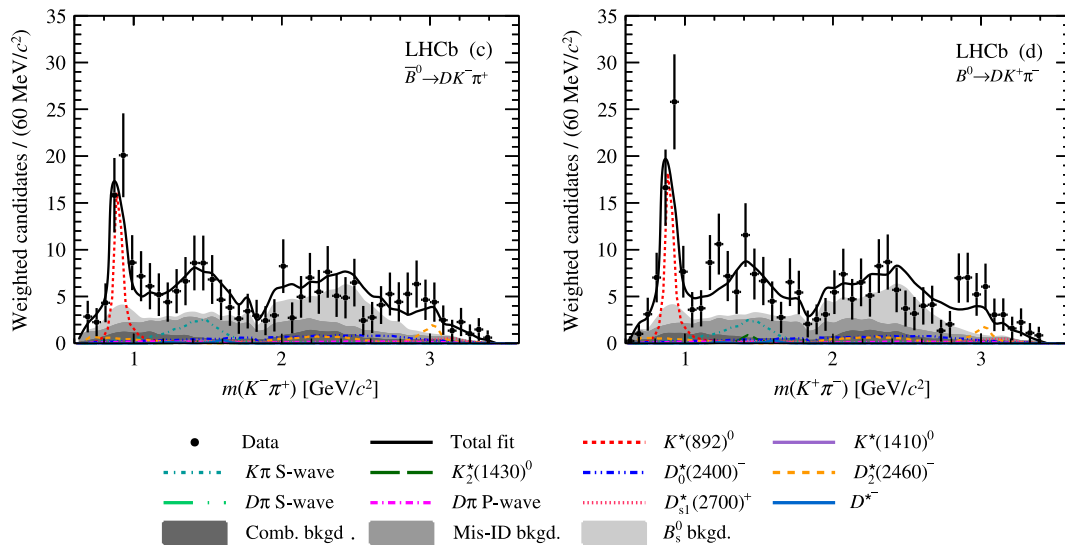 35
30
25
20
15
10
5
0
Weighted candidates / (60 MeV/c²)
LHCb (c)
B̅⁰→DK⁻π⁺
1 2 3
m(K⁻π⁺) [GeV/c²]
35
30
25
20
15
10
5
0
Weighted candidates / (60 MeV/c²)
LHCb (d)
B⁰→DK⁺π⁻
1 2 3
m(K⁺π⁻) [GeV/c²]
Data Total fit K*(892)⁰ K*(1410)⁰
Kπ S-wave K₂*(1430)⁰ D₀*(2400)⁻ D₂*(2460)⁻
Dπ S-wave Dπ P-wave D*ₛ₁(2700)⁺ D*⁻
Comb. bkgd . Mis-ID bkgd. Bₛ⁰ bkgd.